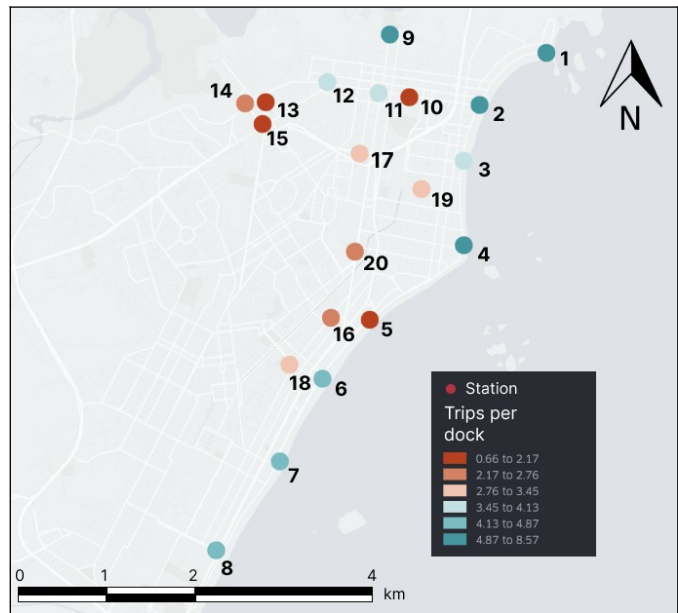 9
1
14
13
12
11
10
2
15
17
3
19
4
20
16
5
18
6
7
8
N
Station
Trips per
dock
0.66 to 2.17
2.17 to 2.76
2.76 to 3.45
3.45 to 4.13
4.13 to 4.87
4.87 to 8.57
0 1 2 4
km